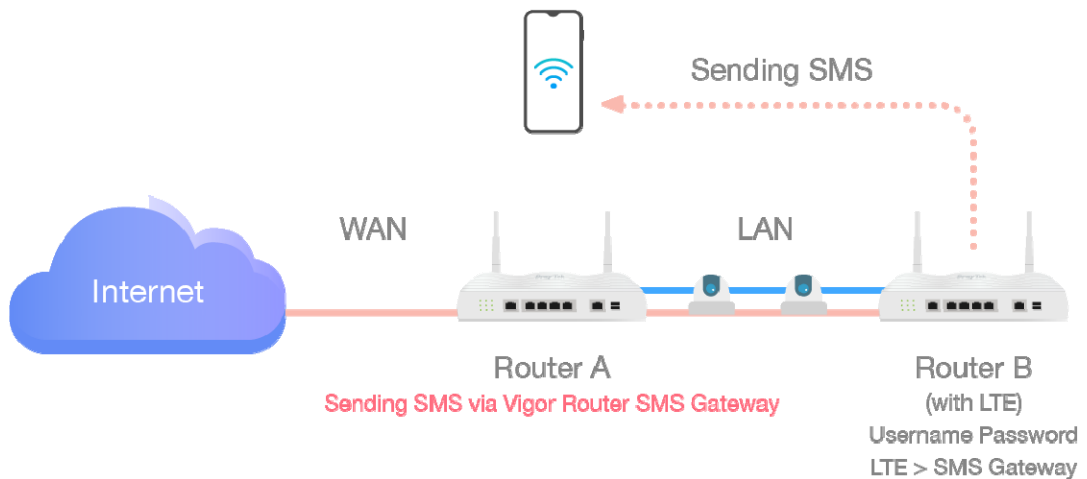 Sending SMS
WAN
LAN
Internet
Router A
Sending SMS via Vigor Router SMS Gateway
Router B
(with LTE)
Username Password
LTE > SMS Gateway